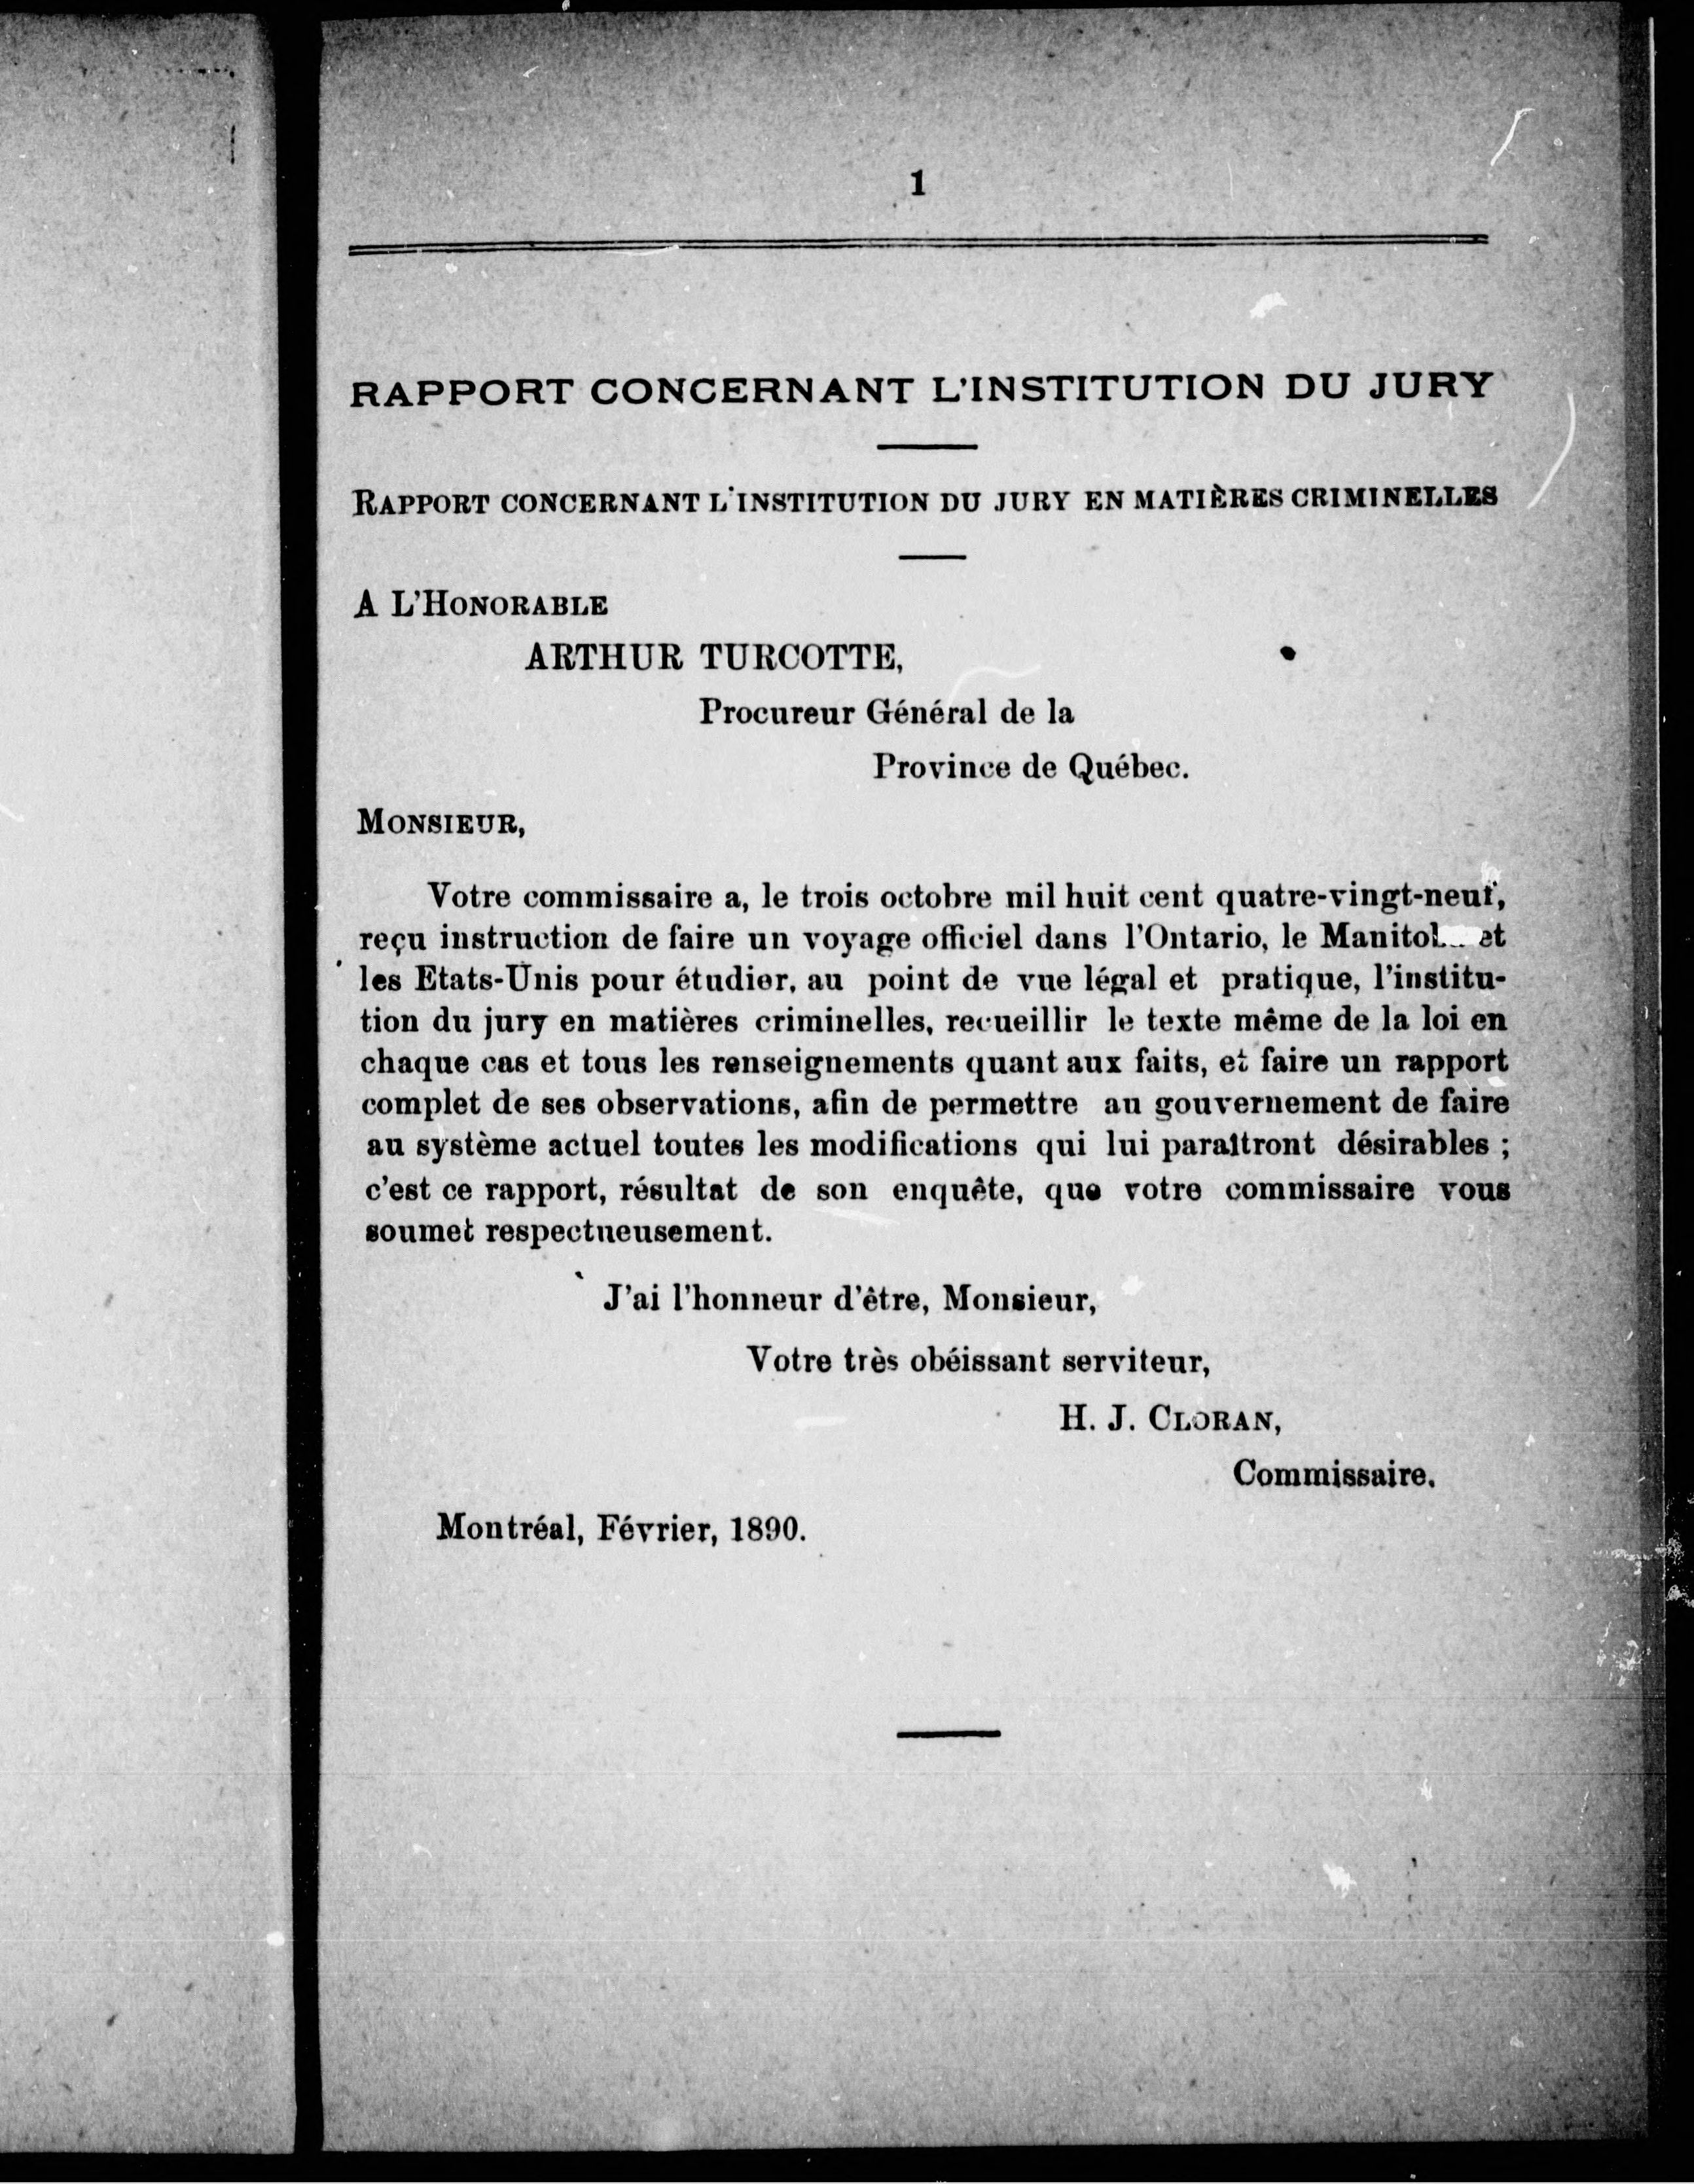 1
RAPPORT CONCERNANT L'INSTITUTION DU JURY
RAPPORT CONCERNANT L'INSTITUTION DU JURY EN MATIÈRES CRIMINELLES
A L'HONORABLE
ARTHUR TURCOTTE,
Procureur Général de la
Province de Québec.
MONSIEUR,
Votre commissaire a, le trois octobre mil huit cent quatre-vingt-neuf,
reçu instruction de faire un voyage officiel dans l'Ontario, le Manitoba et
les Etats-Unis pour étudier, au point de vue légal et pratique, l'institu-
tion du jury en matières criminelles, recueillir le texte même de la loi en
chaque cas et tous les renseignements quant aux faits, et faire un rapport
complet de ses observations, afin de permettre au gouvernement de faire
au système actuel toutes les modifications qui lui paraîtront désirables ;
c'est ce rapport, résultat de son enquête, que votre commissaire vous
soumet respectueusement.
J'ai l'honneur d'être, Monsieur,
Votre très obéissant serviteur,
H. J. CLORAN,
Commissaire.
Montréal, Février, 1890.